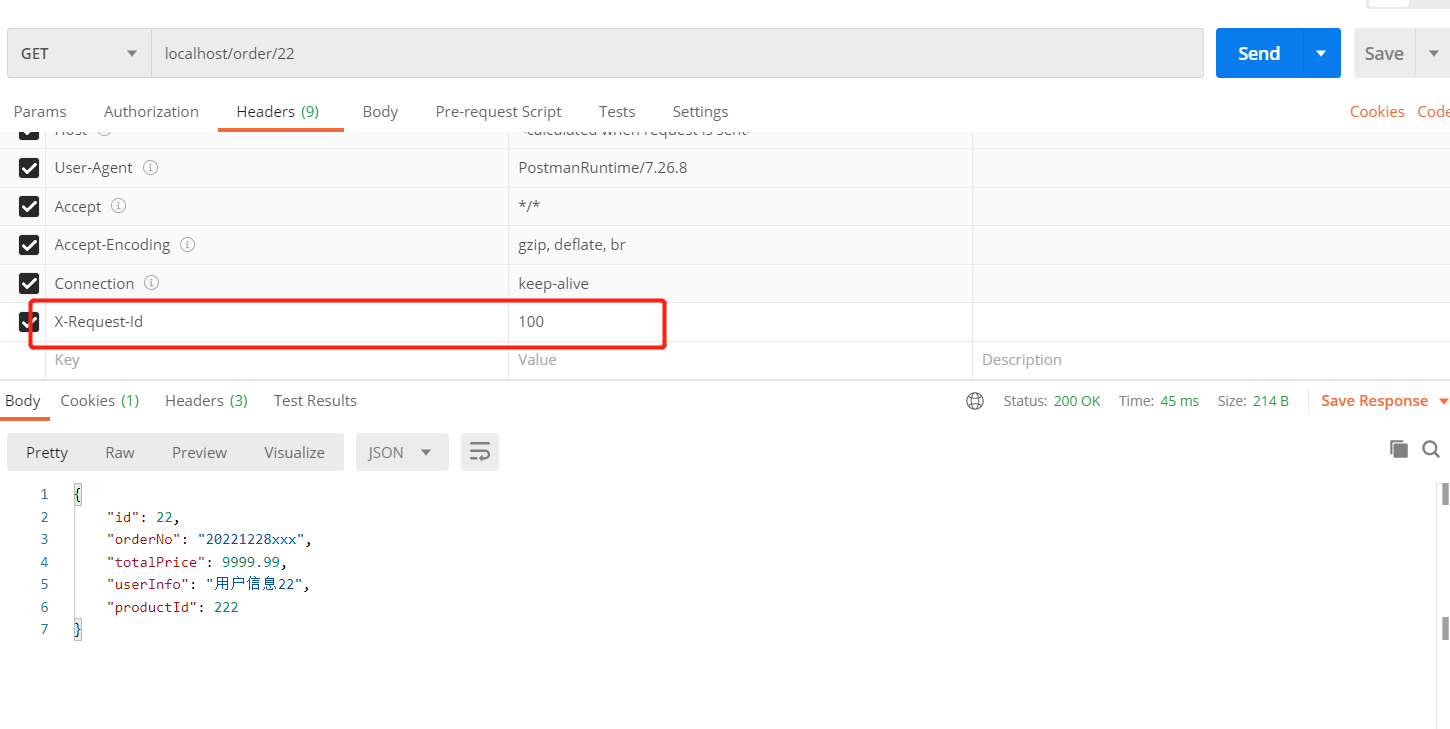 GET localhost/order/22 Send Save
Params Authorization Headers (9) Body Pre-request Script Tests Settings Cookies Code
Host <calculated when request is sent>
User-Agent PostmanRuntime/7.26.8
Accept */*
Accept-Encoding gzip, deflate, br
Connection keep-alive
X-Request-Id 100
Key Value Description
Body Cookies (1) Headers (3) Test Results Status: 200 OK Time: 45 ms Size: 214 B Save Response
Pretty Raw Preview Visualize JSON
1 {
2 "id": 22,
3 "orderNo": "20221228xxx",
4 "totalPrice": 9999.99,
5 "userInfo": "用户信息22",
6 "productId": 222
7 }